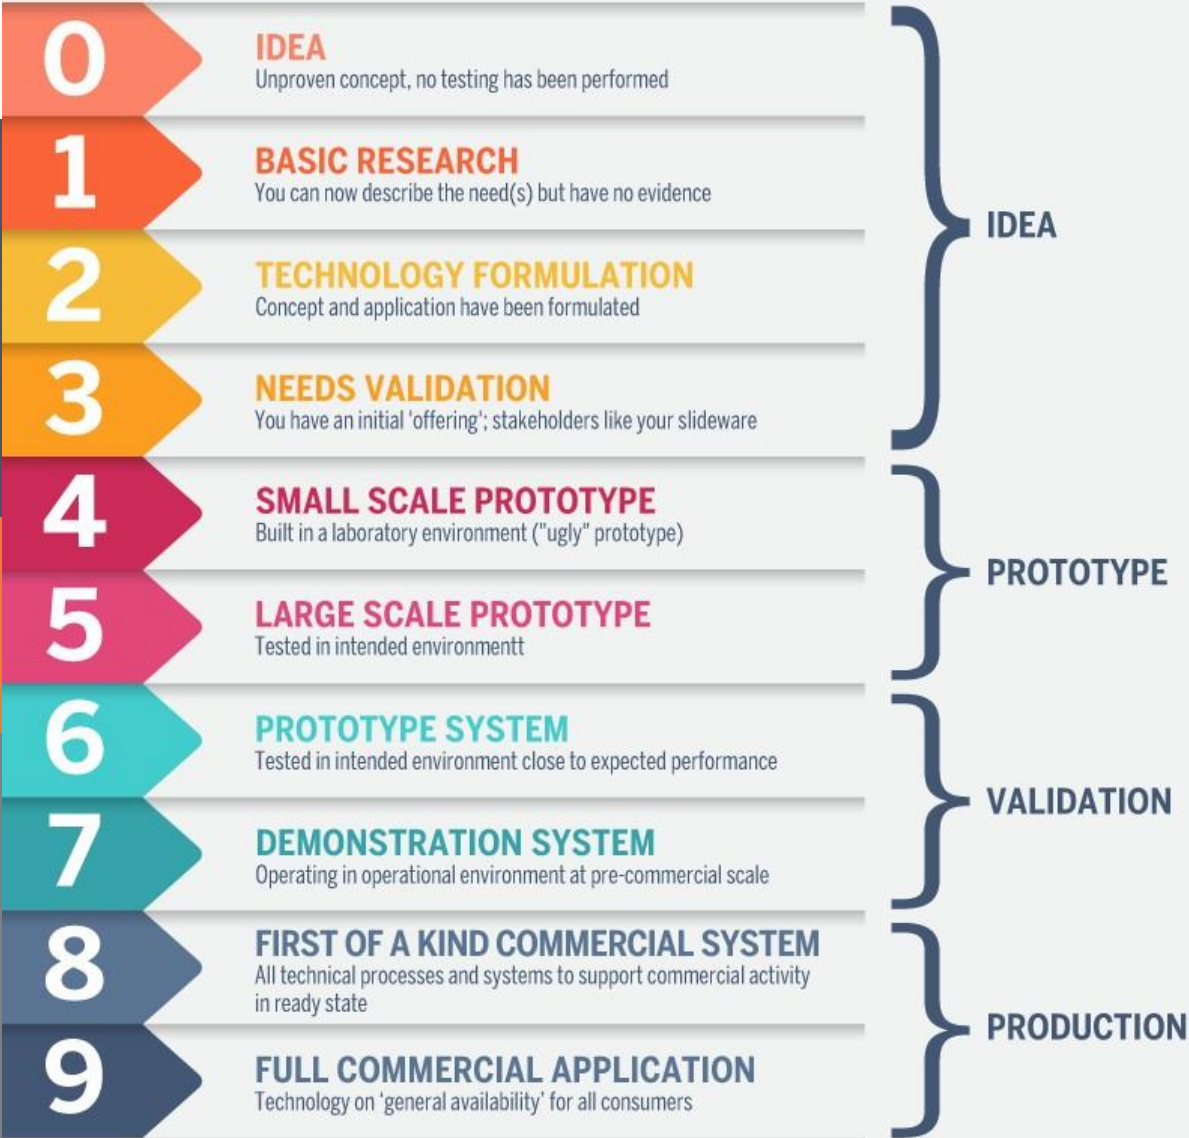 0
IDEA
Unproven concept, no testing has been performed
1
BASIC RESEARCH
You can now describe the need(s) but have no evidence
2
TECHNOLOGY FORMULATION
Concept and application have been formulated
3
NEEDS VALIDATION
You have an initial 'offering'; stakeholders like your slideware
IDEA
4
SMALL SCALE PROTOTYPE
Built in a laboratory environment ("ugly" prototype)
5
LARGE SCALE PROTOTYPE
Tested in intended environmentt
PROTOTYPE
6
PROTOTYPE SYSTEM
Tested in intended environment close to expected performance
7
DEMONSTRATION SYSTEM
Operating in operational environment at pre-commercial scale
VALIDATION
8
FIRST OF A KIND COMMERCIAL SYSTEM
All technical processes and systems to support commercial activity
in ready state
9
FULL COMMERCIAL APPLICATION
Technology on 'general availability' for all consumers
PRODUCTION